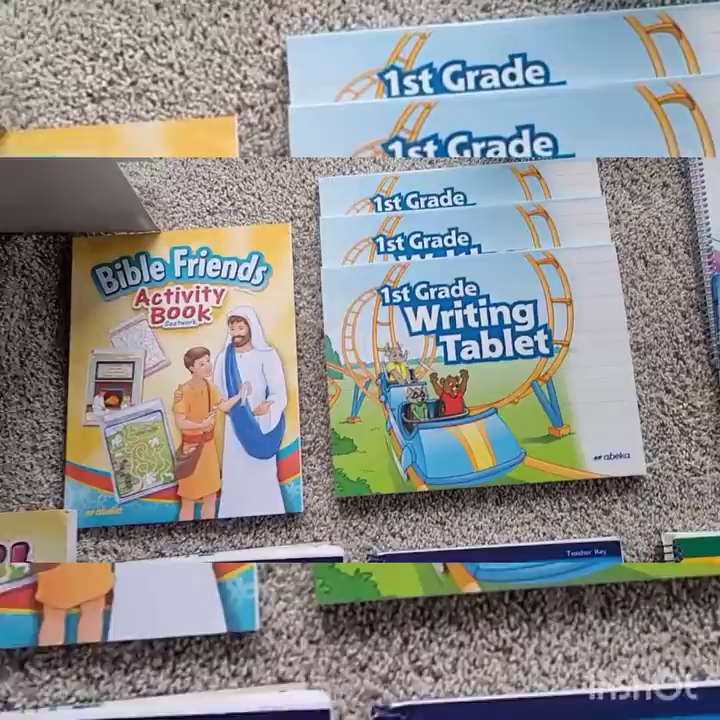 1st Grade
1st Grade
1st Grade
1st Grade
1st Grade
Writing
Tablet
abeka
Bible Friends
Activity
Book
Seatwork
abeka
Teacher Key
InShOt